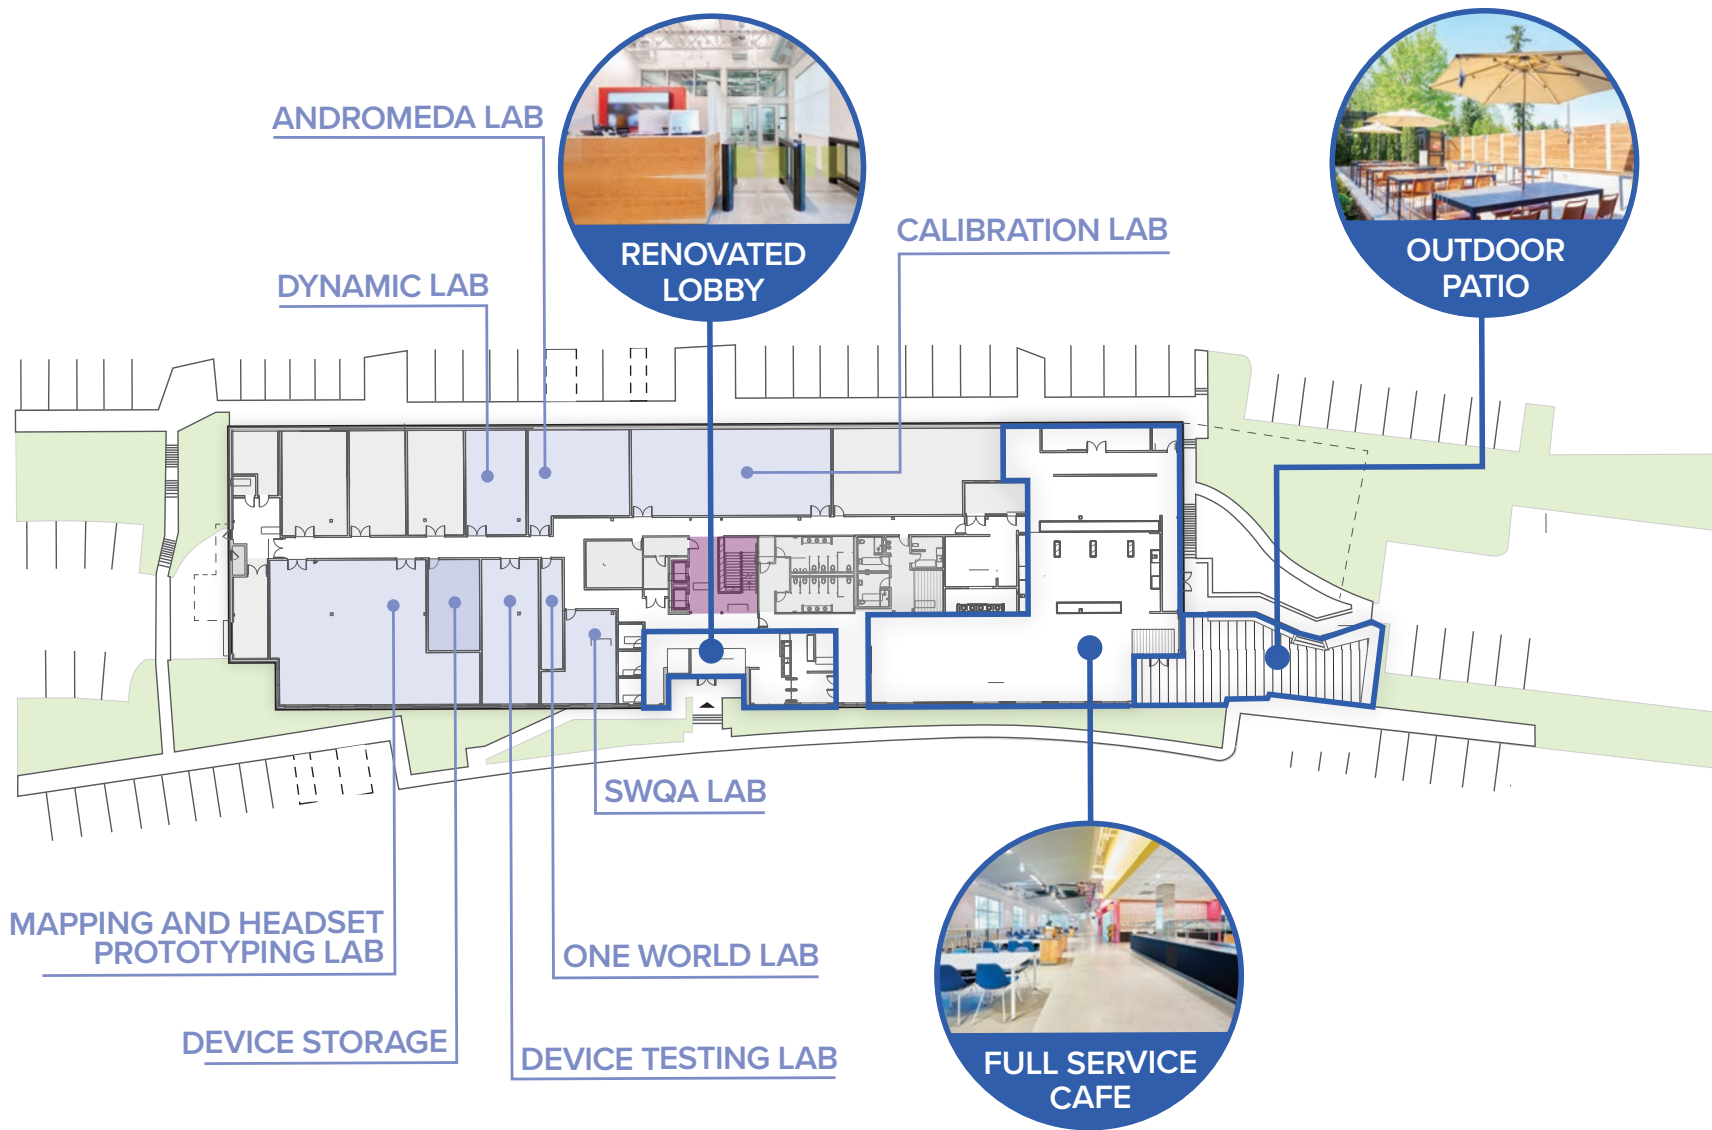 ANDROMEDA LAB
RENOVATED
LOBBY
OUTDOOR
PATIO
CALIBRATION LAB
DYNAMIC LAB
SWQA LAB
MAPPING AND HEADSET
PROTOTYPING LAB
ONE WORLD LAB
DEVICE STORAGE
DEVICE TESTING LAB
FULL SERVICE
CAFE